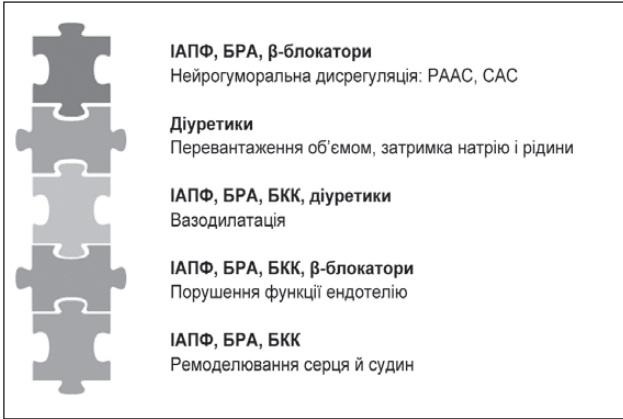 ІАПФ, БРА, β-блокатори
Нейрогуморальна дисрегуляція: РААС, САС
Діуретики
Перевантаження об’ємом, затримка натрію і рідини
ІАПФ, БРА, БКК, діуретики
Вазодилатація
ІАПФ, БРА, БКК, β-блокатори
Порушення функції ендотелію
ІАПФ, БРА, БКК
Ремоделювання серця й судин